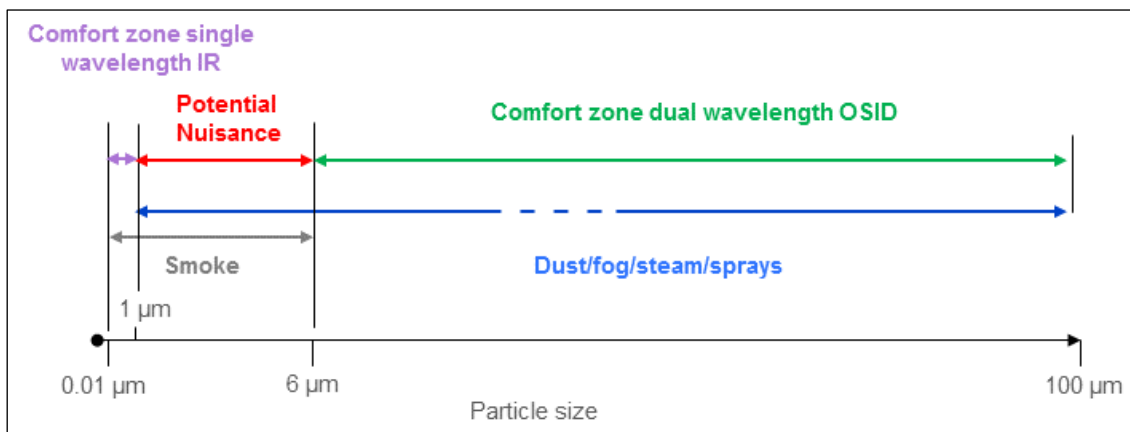 Comfort zone single
wavelength IR
Potential
Nuisance
Comfort zone dual wavelength OSID
Smoke
Dust/fog/steam/sprays
1 µm
0.01 µm
6 µm
100 µm
Particle size